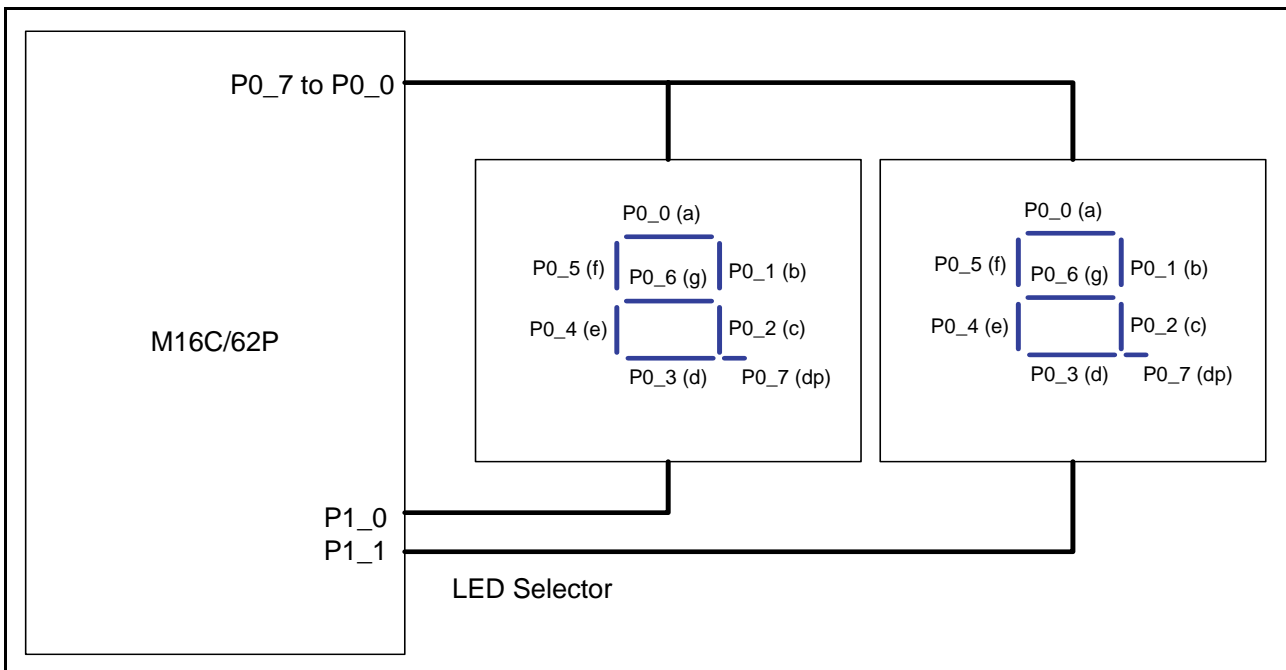 P0_7 to P0_0
M16C/62P
P0_0 (a)
P0_5 (f)
P0_6 (g)
P0_1 (b)
P0_4 (e)
P0_2 (c)
P0_3 (d)
P0_7 (dp)
P0_0 (a)
P0_5 (f)
P0_6 (g)
P0_1 (b)
P0_4 (e)
P0_2 (c)
P0_3 (d)
P0_7 (dp)
P1_0
P1_1
LED Selector